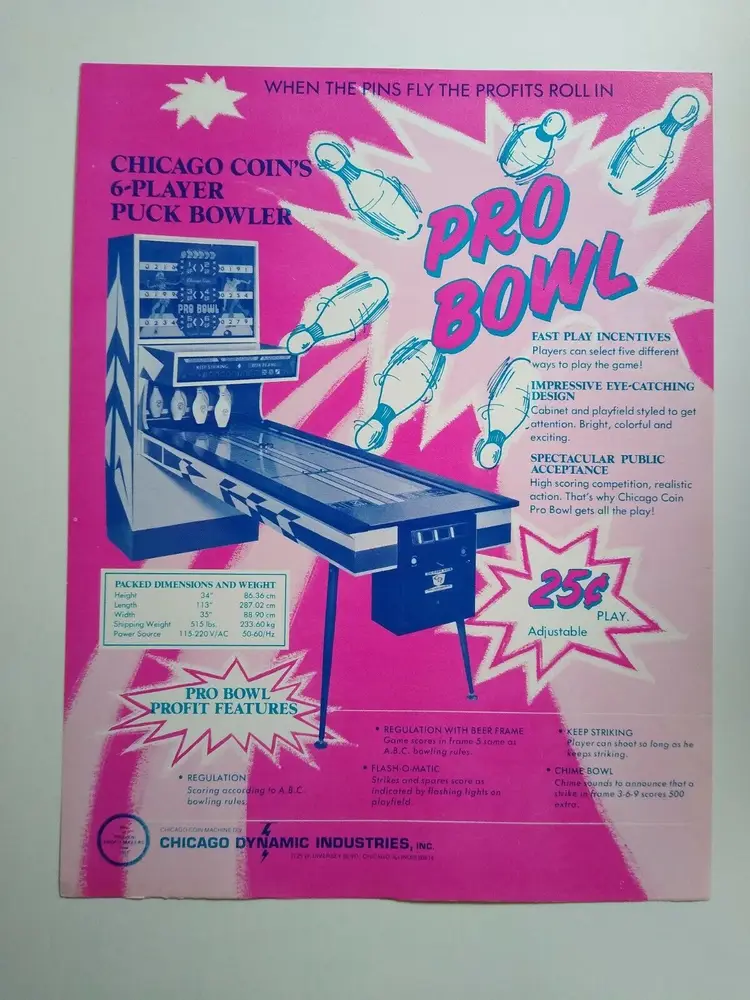 WHEN THE PINS FLY THE PROFITS ROLL IN
CHICAGO COIN'S
6-PLAYER
PUCK BOWLER
PRO
BOWL
PRO BOWL
KEEP STRIKING
FAST PLAY INCENTIVES
Players can select five different
ways to play the game!
IMPRESSIVE EYE-CATCHING
DESIGN
Cabinet and playfield styled to get
attention. Bright, colorful and
exciting.
SPECTACULAR PUBLIC
ACCEPTANCE
High scoring competition, realistic
action. That's why Chicago Coin
Pro Bowl gets all the play!
25¢
PLAY.
Adjustable
PACKED DIMENSIONS AND WEIGHT
Height 34" 86.36 cm
Length 113" 287.02 cm
Width 35" 88.90 cm
Shipping Weight 515 lbs. 233.60 kg
Power Source 115-220 V/AC 50-60/Hz
PRO BOWL
PROFIT FEATURES
• REGULATION
Scoring according to A.B.C.
bowling rules.
• REGULATION WITH BEER FRAME
Game scores in frame 5 same as
A.B.C. bowling rules.
• FLASH-O-MATIC
Strikes and spares score as
indicated by flashing lights on
playfield.
• KEEP STRIKING
Player can shoot so long as he
keeps striking.
• CHIME BOWL
Chime sounds to announce that a
strike in frame 3-6-9 scores 500
extra.
CHICAGO COIN MACHINE DIV.
CHICAGO DYNAMIC INDUSTRIES, INC.